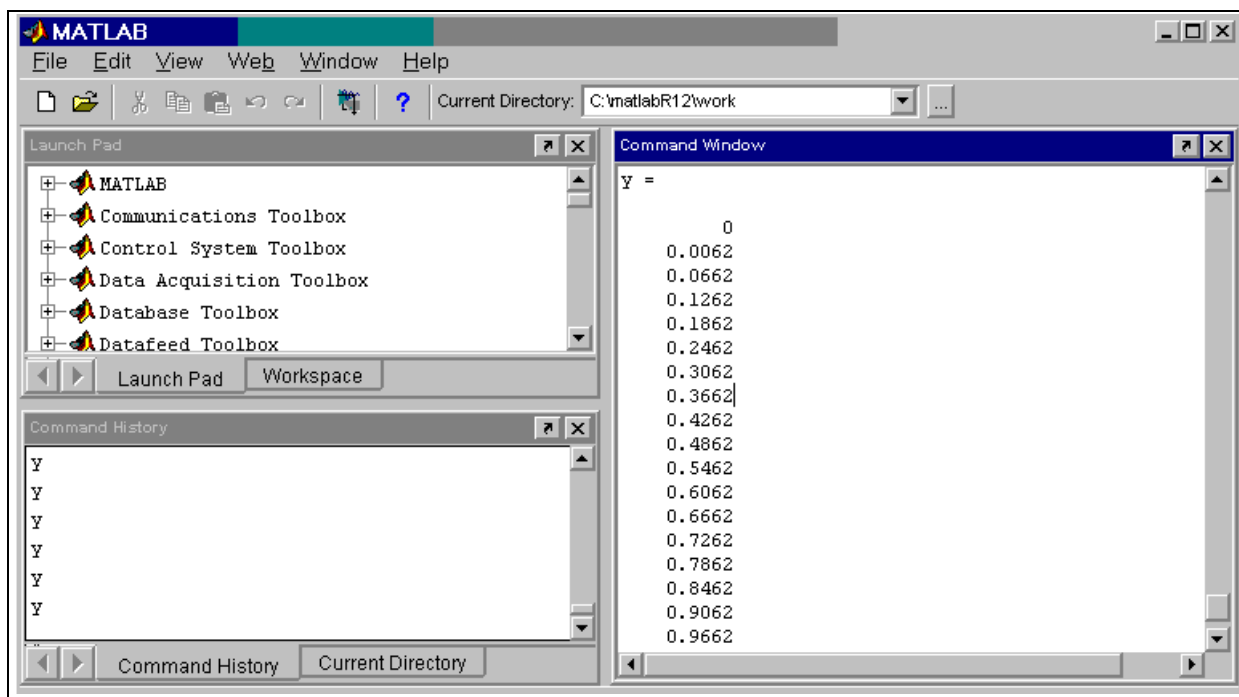 MATLAB
File Edit View Web Window Help
? Current Directory: C:\matlabR12\work ...
Launch Pad
MATLAB
Communications Toolbox
Control System Toolbox
Data Acquisition Toolbox
Database Toolbox
Datafeed Toolbox
Launch Pad Workspace
Command History
y
y
y
y
y
y
Command History Current Directory
Command Window
y =
0
0.0062
0.0662
0.1262
0.1862
0.2462
0.3062
0.3662
0.4262
0.4862
0.5462
0.6062
0.6662
0.7262
0.7862
0.8462
0.9062
0.9662